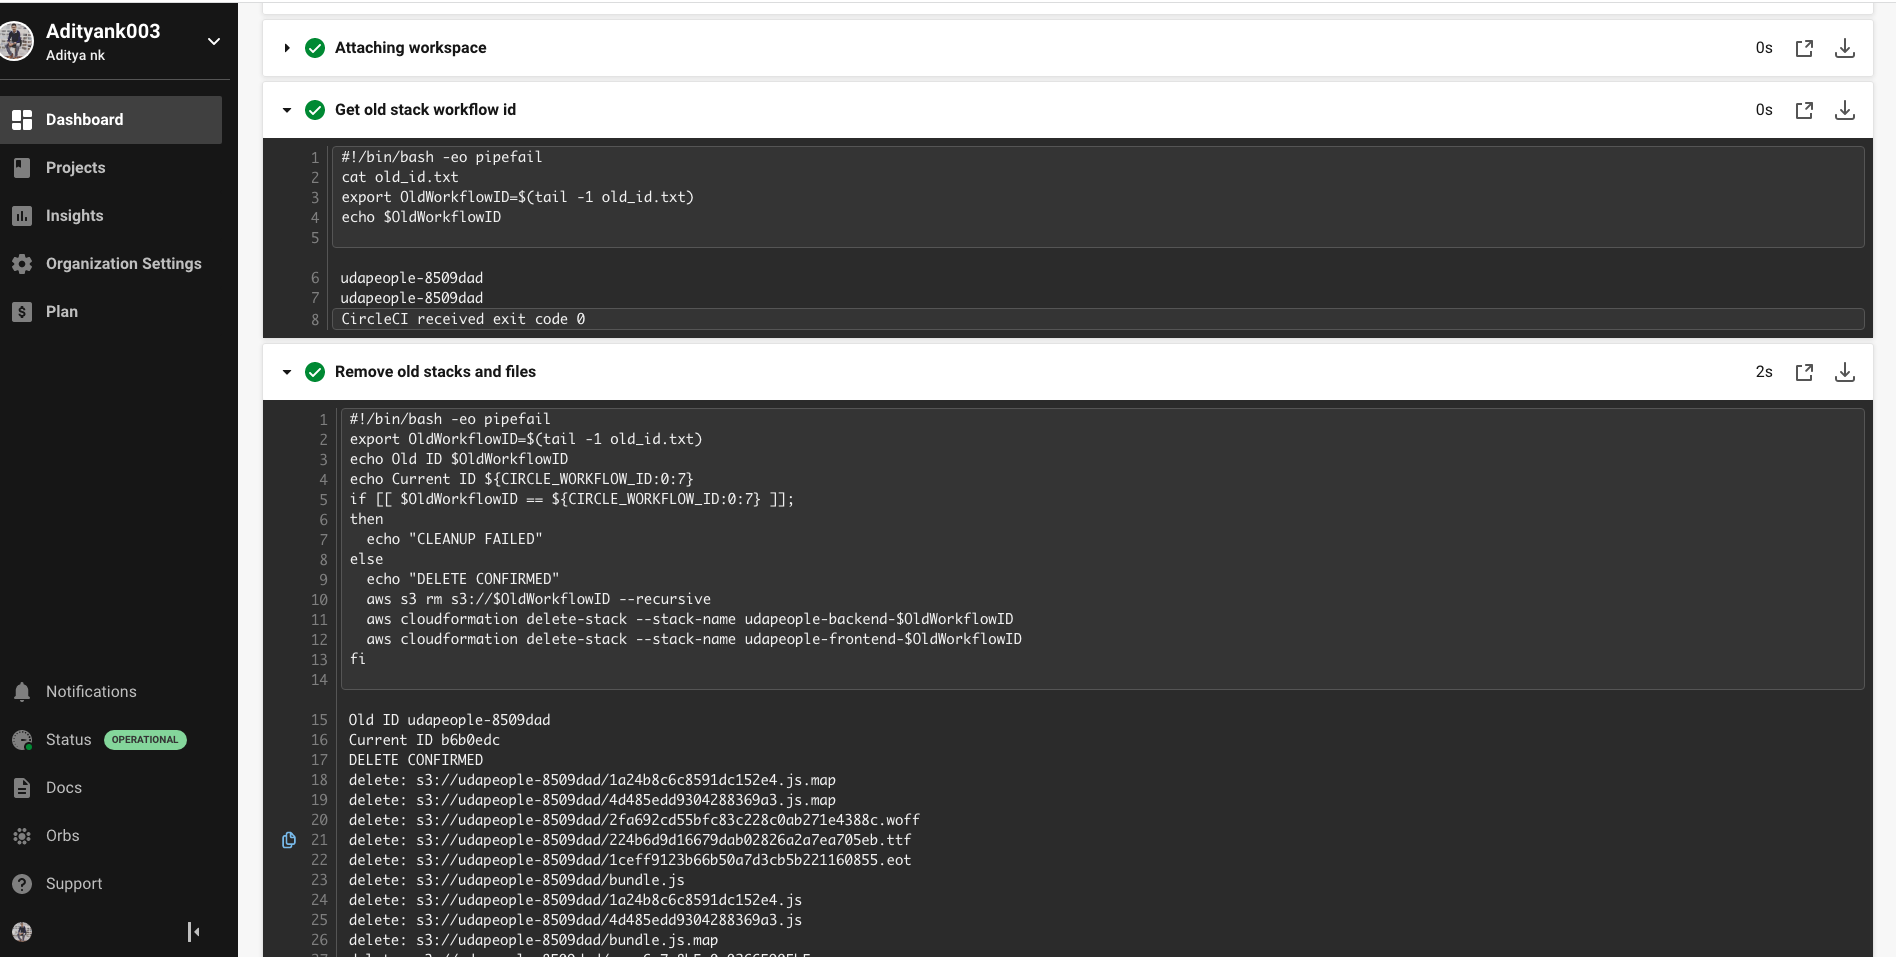 Adityank003
Aditya nk
Dashboard
Projects
Insights
Organization Settings
Plan
Notifications
Status OPERATIONAL
Docs
Orbs
Support
Attaching workspace 0s
Get old stack workflow id 0s
1 #!/bin/bash -eo pipefail
2 cat old_id.txt
3 export OldWorkflowID=$(tail -1 old_id.txt)
4 echo $OldWorkflowID
5
6 udapeople-8509dad
7 udapeople-8509dad
8 CircleCI received exit code 0
Remove old stacks and files 2s
1 #!/bin/bash -eo pipefail
2 export OldWorkflowID=$(tail -1 old_id.txt)
3 echo Old ID $OldWorkflowID
4 echo Current ID ${CIRCLE_WORKFLOW_ID:0:7}
5 if [[ $OldWorkflowID == ${CIRCLE_WORKFLOW_ID:0:7} ]];
6 then
7 echo "CLEANUP FAILED"
8 else
9 echo "DELETE CONFIRMED"
10 aws s3 rm s3://$OldWorkflowID --recursive
11 aws cloudformation delete-stack --stack-name udapeople-backend-$OldWorkflowID
12 aws cloudformation delete-stack --stack-name udapeople-frontend-$OldWorkflowID
13 fi
14
15 Old ID udapeople-8509dad
16 Current ID b6b0edc
17 DELETE CONFIRMED
18 delete: s3://udapeople-8509dad/1a24b8c6c8591dc152e4.js.map
19 delete: s3://udapeople-8509dad/4d485edd9304288369a3.js.map
20 delete: s3://udapeople-8509dad/2fa692cd55bfc83c228c0ab271e4388c.woff
21 delete: s3://udapeople-8509dad/224b6d9d16679dab02826a2a7ea705eb.ttf
22 delete: s3://udapeople-8509dad/1ceff9123b66b50a7d3cb5b221160855.eot
23 delete: s3://udapeople-8509dad/bundle.js
24 delete: s3://udapeople-8509dad/1a24b8c6c8591dc152e4.js
25 delete: s3://udapeople-8509dad/4d485edd9304288369a3.js
26 delete: s3://udapeople-8509dad/bundle.js.map